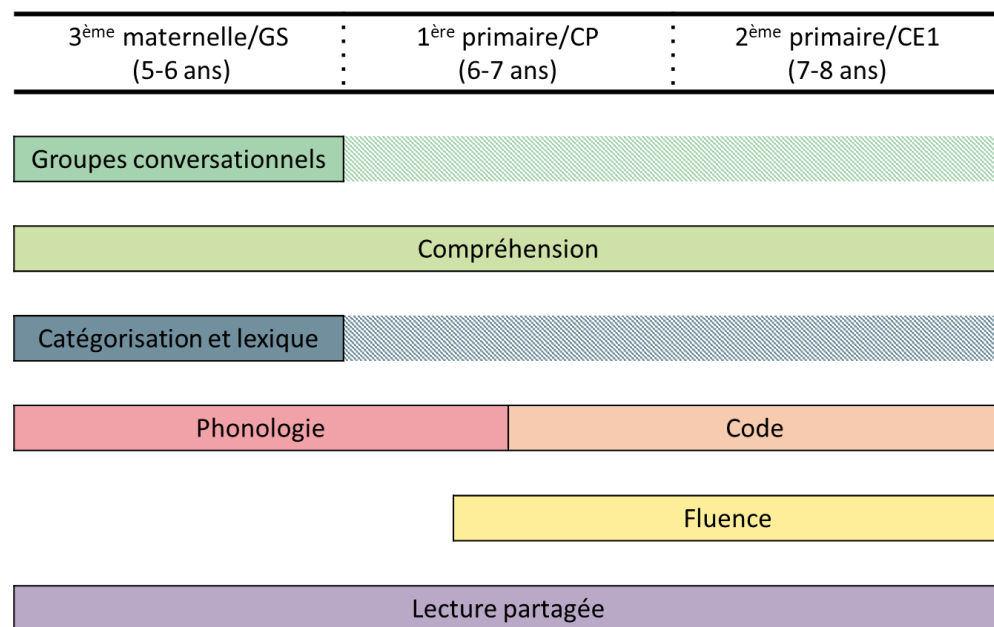 3ème maternelle/GS
(5-6 ans)
1ère primaire/CP
(6-7 ans)
2ème primaire/CE1
(7-8 ans)
Groupes conversationnels
Compréhension
Catégorisation et lexique
Phonologie
Code
Fluence
Lecture partagée